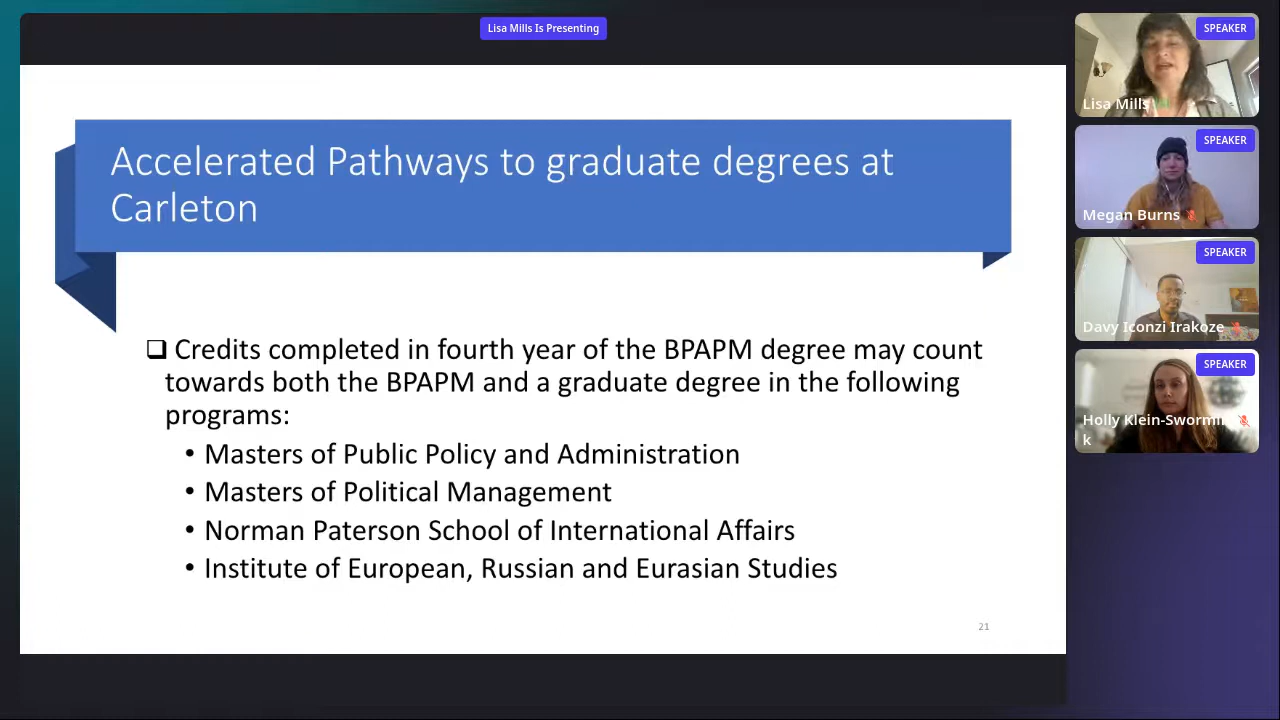 Lisa Mills Is Presenting
Accelerated Pathways to graduate degrees at
Carleton
❑ Credits completed in fourth year of the BPAPM degree may count
towards both the BPAPM and a graduate degree in the following
programs:
• Masters of Public Policy and Administration
• Masters of Political Management
• Norman Paterson School of International Affairs
• Institute of European, Russian and Eurasian Studies
21
SPEAKER
Lisa Mills
SPEAKER
Megan Burns
SPEAKER
Davy Iconzi Irakoze
SPEAKER
Holly Klein-Swormin
k